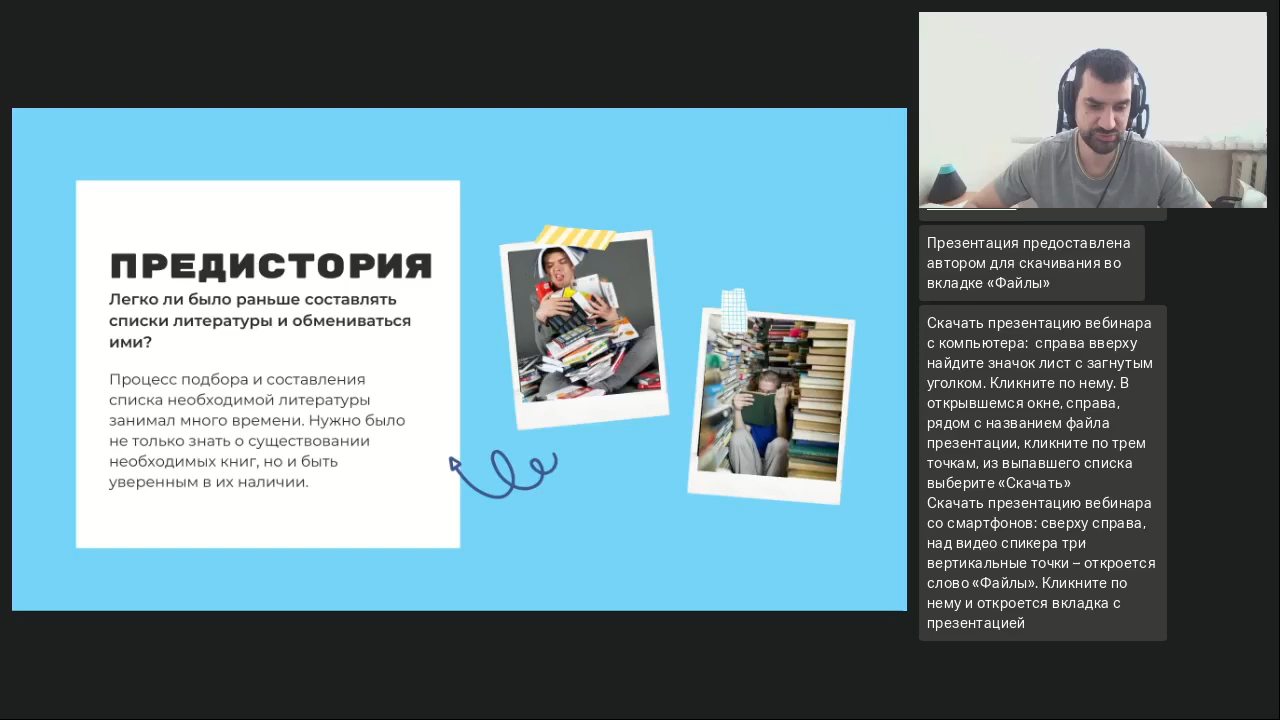 ПРЕДИСТОРИЯ
Легко ли было раньше составлять
списки литературы и обмениваться
ими?
Процесс подбора и составления
списка необходимой литературы
занимал много времени. Нужно было
не только знать о существовании
необходимых книг, но и быть
уверенным в их наличии.
Презентация предоставлена
автором для скачивания во
вкладке «Файлы»
Скачать презентацию вебинара
с компьютера:  справа вверху
найдите значок лист с загнутым
уголком. Кликните по нему. В
открывшемся окне, справа,
рядом с названием файла
презентации, кликните по трем
точкам, из выпавшего списка
выберите «Скачать»
Скачать презентацию вебинара
со смартфонов: сверху справа,
над видео спикера три
вертикальные точки – откроется
слово «Файлы». Кликните по
нему и откроется вкладка с
презентацией